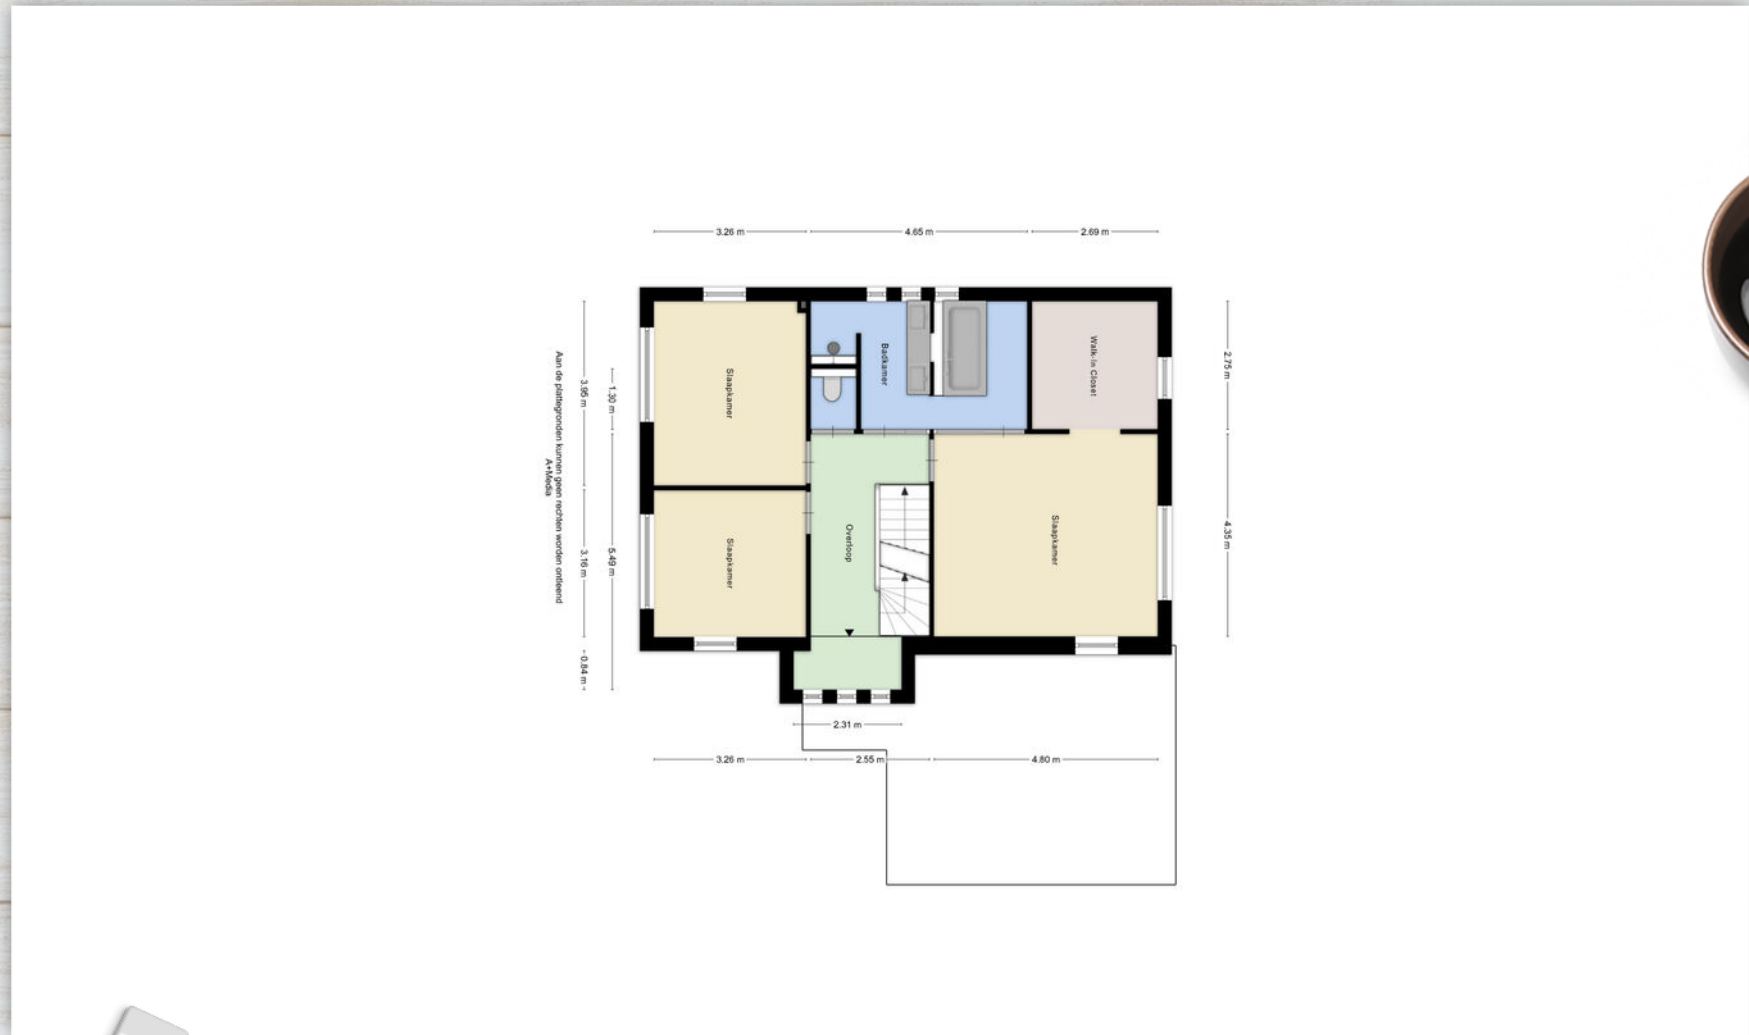 3.26 m
4.65 m
2.69 m
Slaapkamer
Badkamer
Walk-in Closet
2.75 m
3.95 m
1.30 m
Aan de plattegronden kunnen geen rechten worden ontleend
A+Media
Slaapkamer
Overloop
Slaapkamer
4.35 m
3.16 m
5.49 m
0.84 m
2.31 m
3.26 m
2.55 m
4.80 m